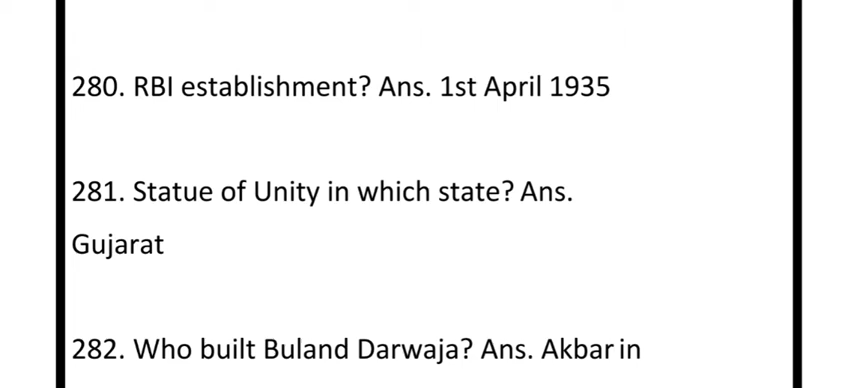 280. RBI establishment? Ans. 1st April 1935
281. Statue of Unity in which state? Ans.
Gujarat
282. Who built Buland Darwaja? Ans. Akbar in